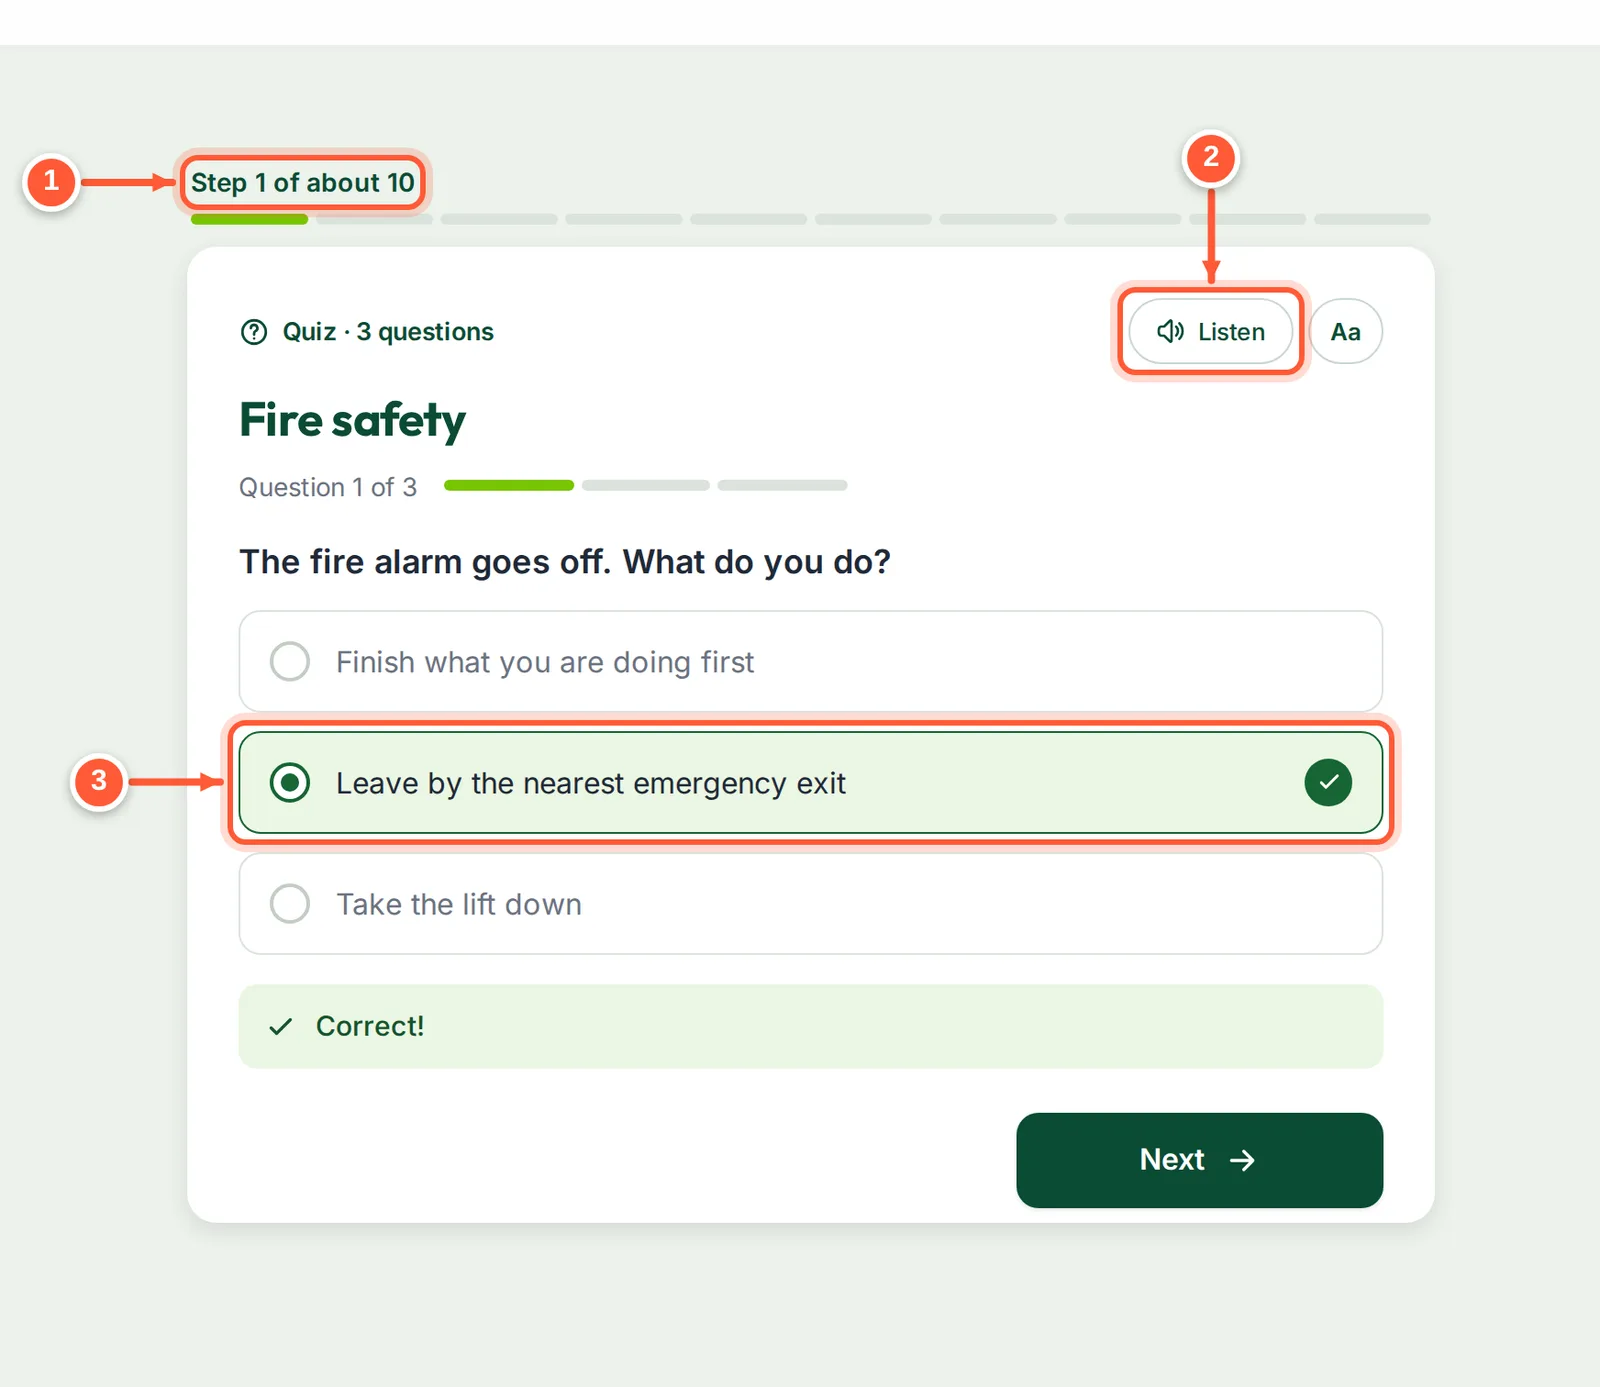 1
Step 1 of about 10
2
Quiz · 3 questions
Listen
Aa
Fire safety
Question 1 of 3
The fire alarm goes off. What do you do?
Finish what you are doing first
3
Leave by the nearest emergency exit
Take the lift down
Correct!
Next